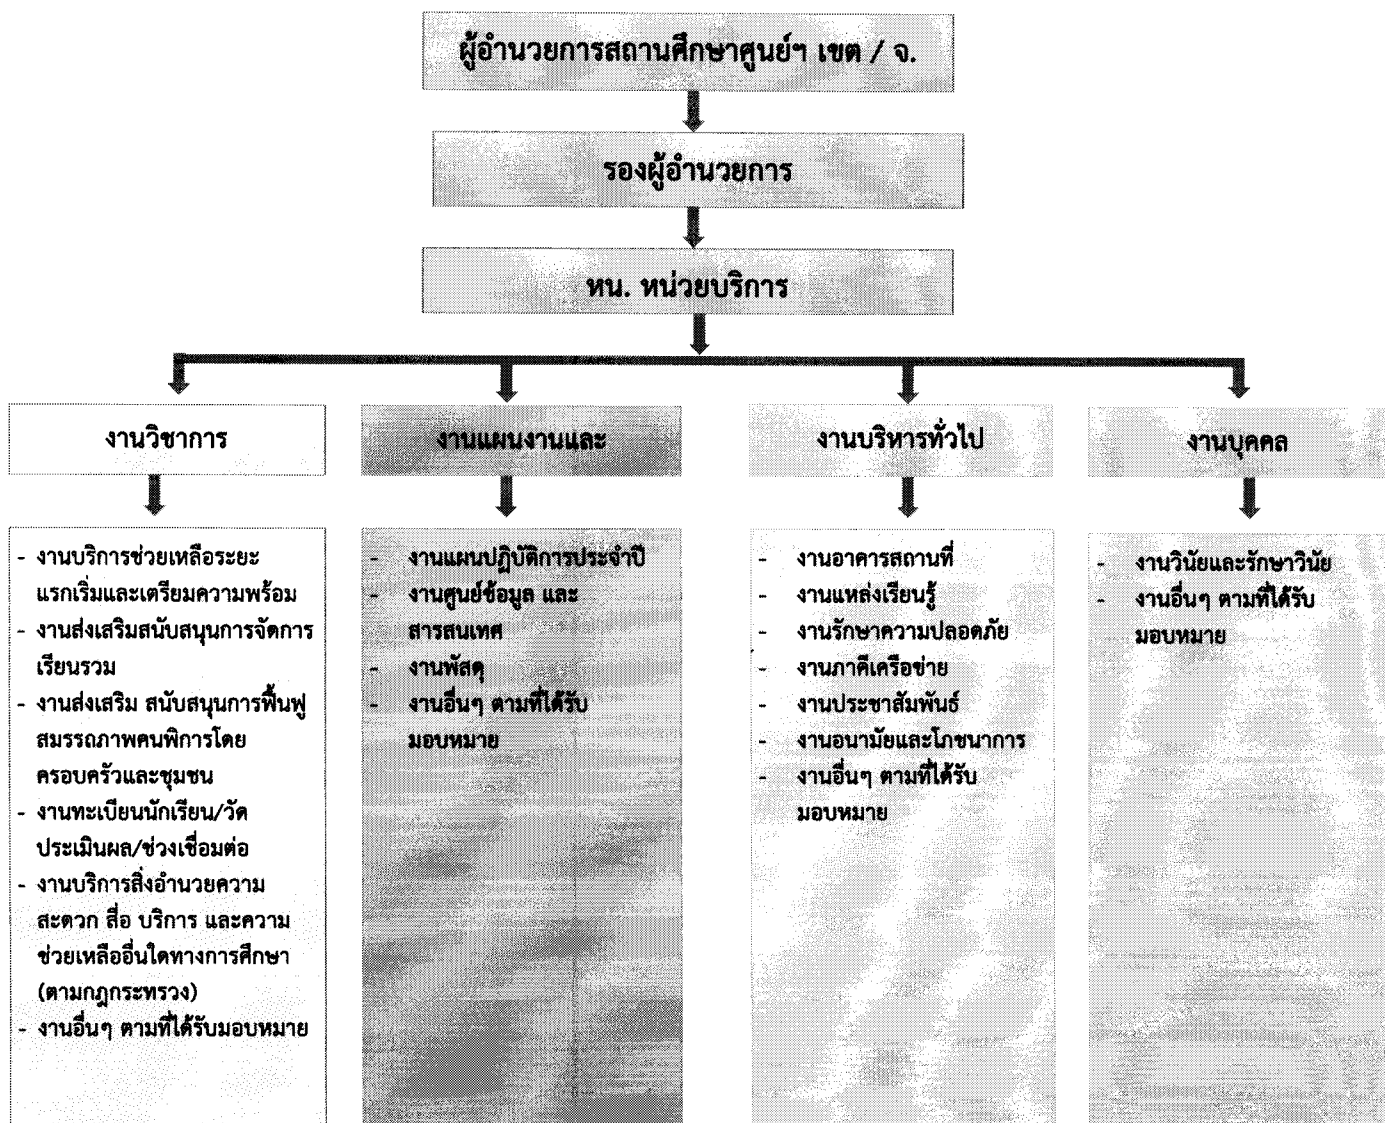 ผู้อำนวยการสถานศึกษาศูนย์ฯ เขต / จ.
รองผู้อำนวยการ
หน. หน่วยบริการ
งานวิชาการ
- งานบริการช่วยเหลือระยะ
แรกเริ่มและเตรียมความพร้อม
- งานส่งเสริมสนับสนุนการจัดการ
เรียนรวม
- งานส่งเสริม สนับสนุนการฟื้นฟู
สมรรถภาพคนพิการโดย
ครอบครัวและชุมชน
- งานทะเบียนนักเรียน/วัด
ประเมินผล/ช่วงเชื่อมต่อ
- งานบริการสิ่งอำนวยความ
สะดวก สื่อ บริการ และความ
ช่วยเหลืออื่นใดทางการศึกษา
(ตามกฎกระทรวง)
- งานอื่นๆ ตามที่ได้รับมอบหมาย
งานแผนงานและ
- งานแผนปฏิบัติการประจำปี
- งานศูนย์ข้อมูล และ
สารสนเทศ
- งานพัสดุ
- งานอื่นๆ ตามที่ได้รับ
มอบหมาย
งานบริหารทั่วไป
- งานอาคารสถานที่
- งานแหล่งเรียนรู้
- งานรักษาความปลอดภัย
- งานภาคีเครือข่าย
- งานประชาสัมพันธ์
- งานอนามัยและโภชนาการ
- งานอื่นๆ ตามที่ได้รับ
มอบหมาย
งานบุคคล
- งานวินัยและรักษาวินัย
- งานอื่นๆ ตามที่ได้รับ
มอบหมาย